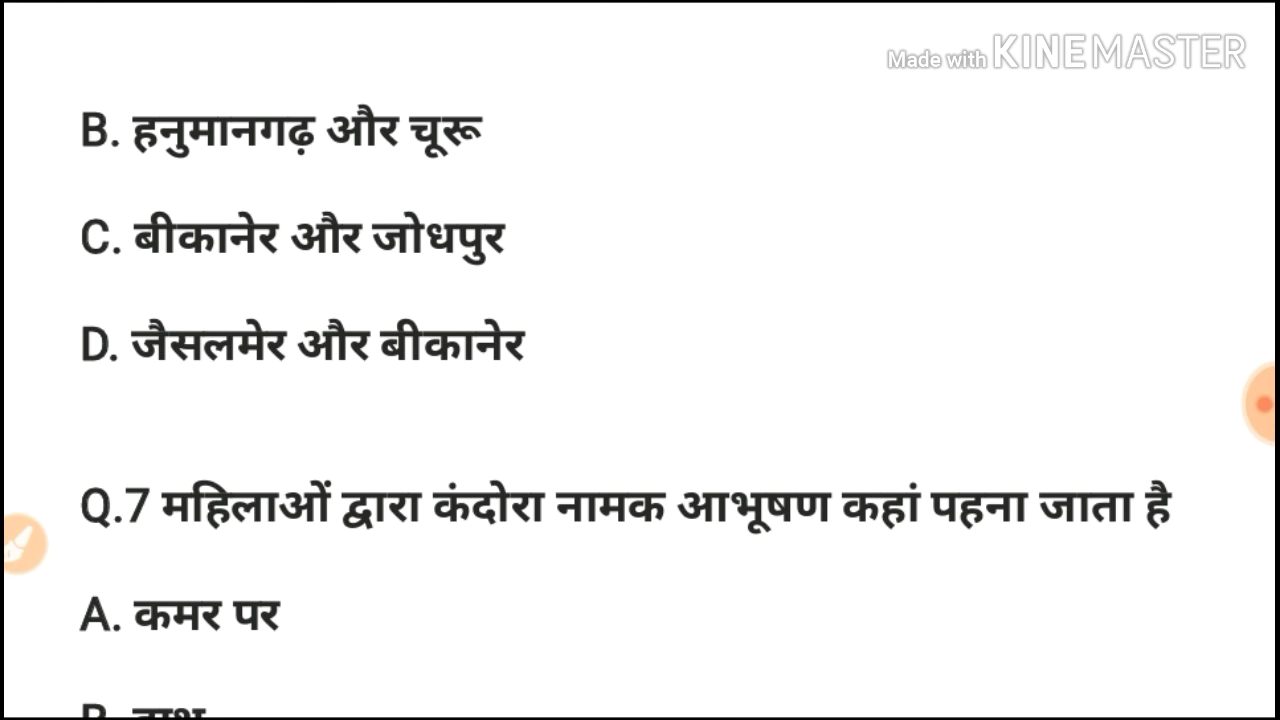 Made with KINEMASTER
B. हनुमानगढ़ और चूरू
C. बीकानेर और जोधपुर
D. जैसलमेर और बीकानेर
Q.7 महिलाओं द्वारा कंदोरा नामक आभूषण कहां पहना जाता है
A. कमर पर